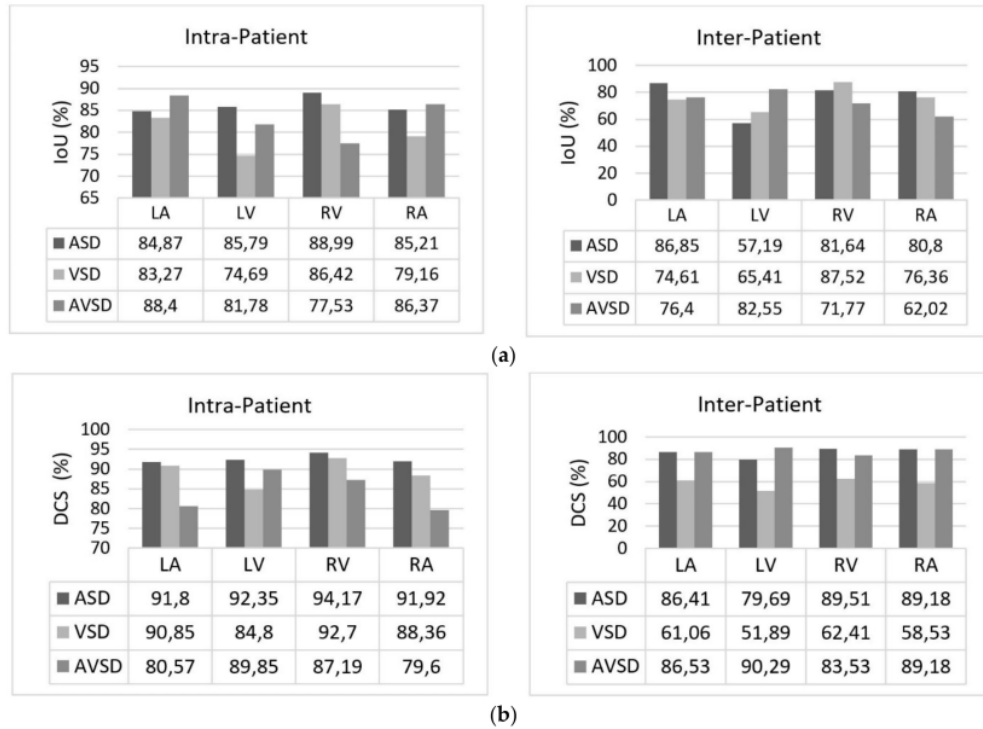 Intra-Patient
IoU (%)
95
90
85
80
75
70
65
LA LV RV RA
ASD 84,87 85,79 88,99 85,21
VSD 83,27 74,69 86,42 79,16
AVSD 88,4 81,78 77,53 86,37
Inter-Patient
IoU (%)
100
80
60
40
20
0
LA LV RV RA
ASD 86,85 57,19 81,64 80,8
VSD 74,61 65,41 87,52 76,36
AVSD 76,4 82,55 71,77 62,02
(a)
Intra-Patient
DCS (%)
100
95
90
85
80
75
70
LA LV RV RA
ASD 91,8 92,35 94,17 91,92
VSD 90,85 84,8 92,7 88,36
AVSD 80,57 89,85 87,19 79,6
Inter-Patient
DCS (%)
100
80
60
40
20
0
LA LV RV RA
ASD 86,41 79,69 89,51 89,18
VSD 61,06 51,89 62,41 58,53
AVSD 86,53 90,29 83,53 89,18
(b)